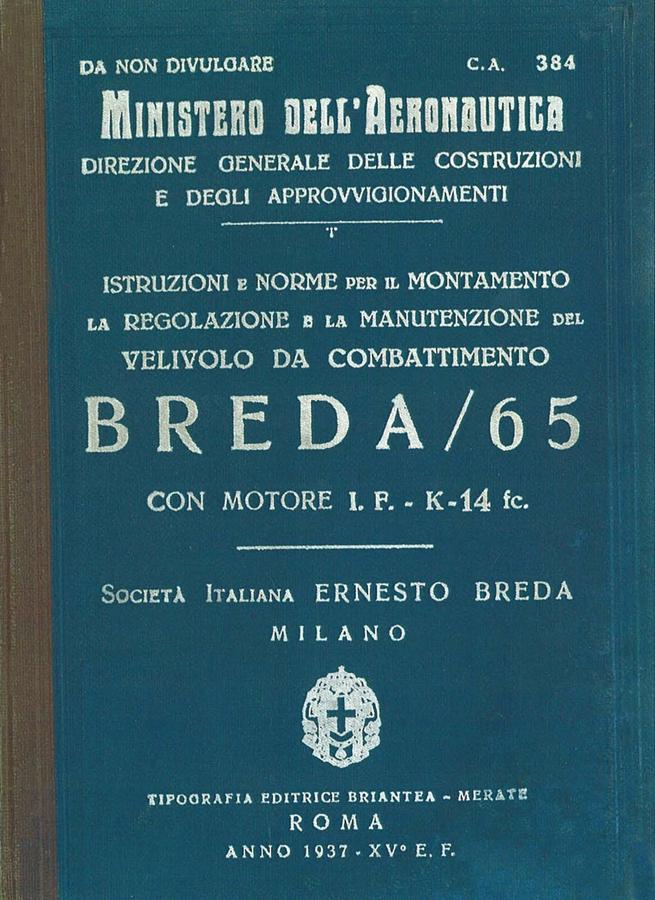 DA NON DIVULGARE C.A. 384
MINISTERO DELL'AERONAUTICA
DIREZIONE GENERALE DELLE COSTRUZIONI
E DEGLI APPROVVIGIONAMENTI
ISTRUZIONI E NORME PER IL MONTAMENTO
LA REGOLAZIONE E LA MANUTENZIONE DEL
VELIVOLO DA COMBATTIMENTO
BREDA/65
CON MOTORE I. F. - K-14 fc.
SOCIETÀ ITALIANA ERNESTO BREDA
MILANO
TIPOGRAFIA EDITRICE BRIANTEA - MERATE
ROMA
ANNO 1937 - XVº E. F.